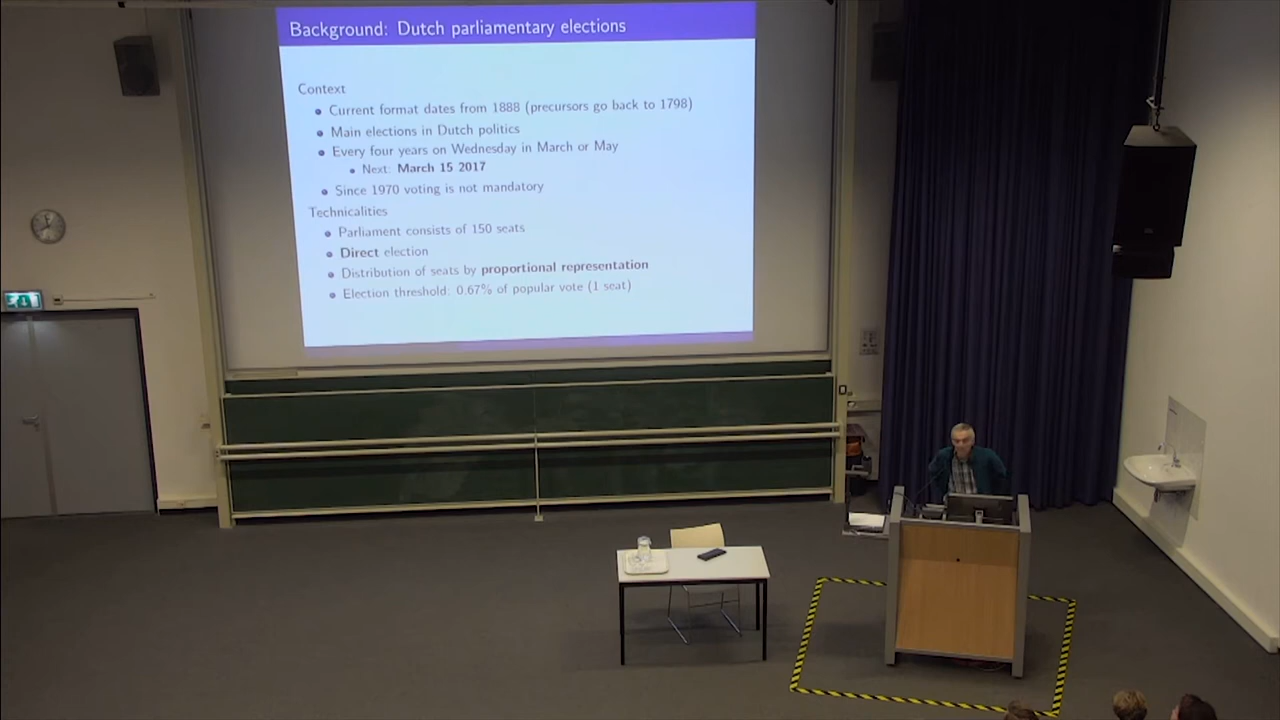 Background: Dutch parliamentary elections
Context
Current format dates from 1888 (precursors go back to 1798)
Main elections in Dutch politics
Every four years on Wednesday in March or May
Next: March 15 2017
Since 1970 voting is not mandatory
Technicalities
Parliament consists of 150 seats
Direct election
Distribution of seats by proportional representation
Election threshold: 0.67% of popular vote (1 seat)